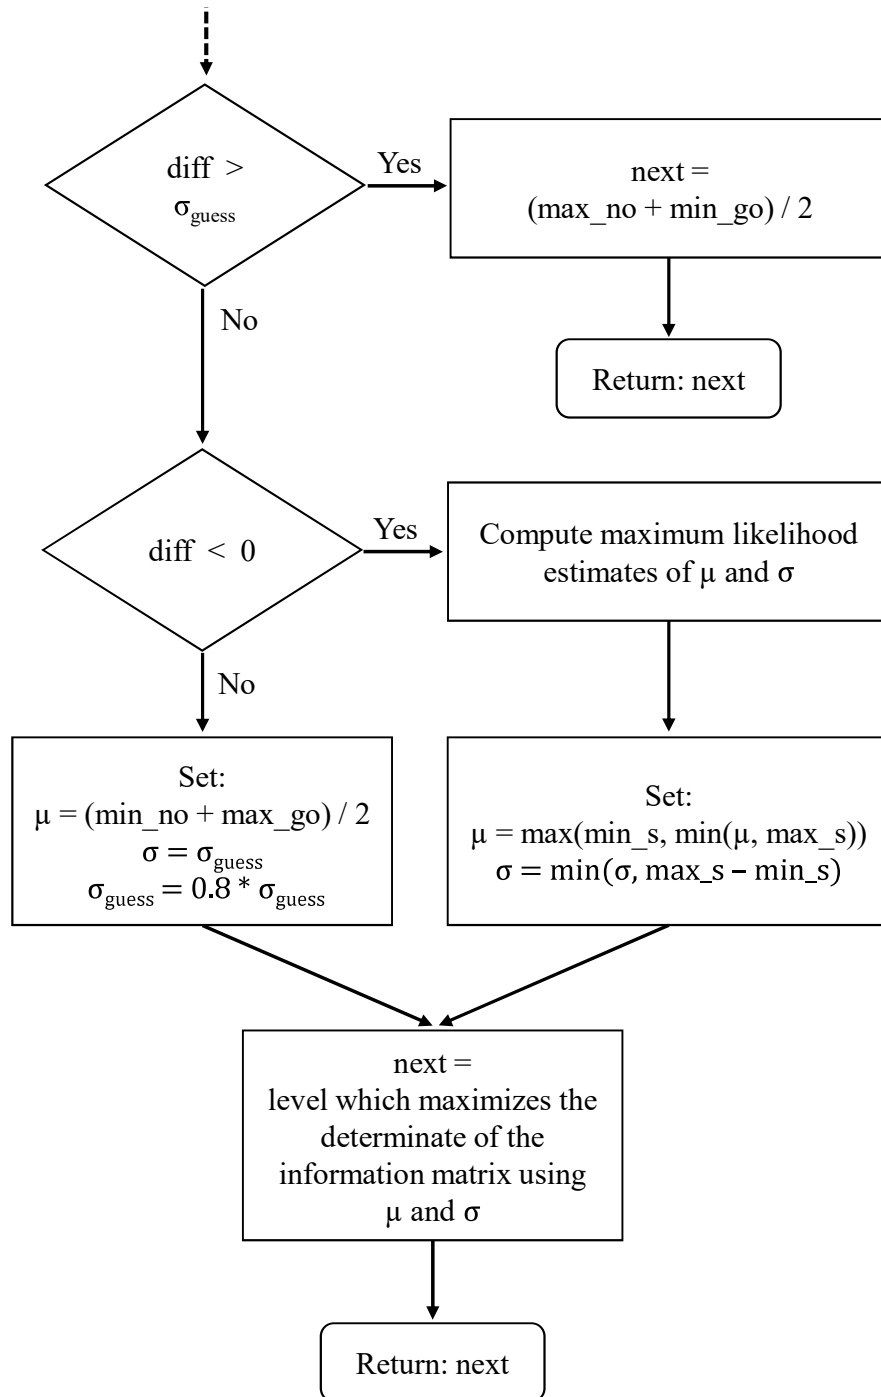 diff >
σguess
Yes
next =
(max_no + min_go) / 2
No
Return: next
diff < 0
Yes
Compute maximum likelihood
estimates of μ and σ
No
Set:
μ = (min_no + max_go) / 2
σ = σguess
σguess = 0.8 * σguess
Set:
μ = max(min_s, min(μ, max_s))
σ = min(σ, max_s – min_s)
next =
level which maximizes the
determinate of the
information matrix using
μ and σ
Return: next